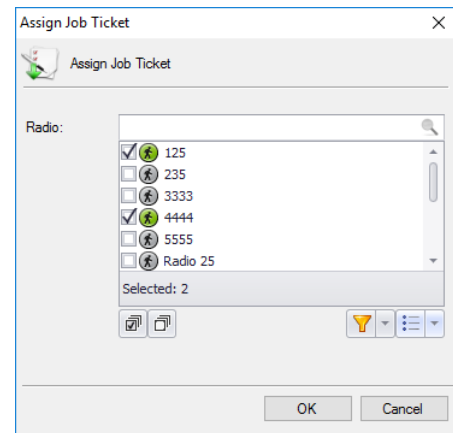 Assign Job Ticket
Assign Job Ticket
Radio:
125
235
3333
4444
5555
Radio 25
Selected: 2
OK
Cancel